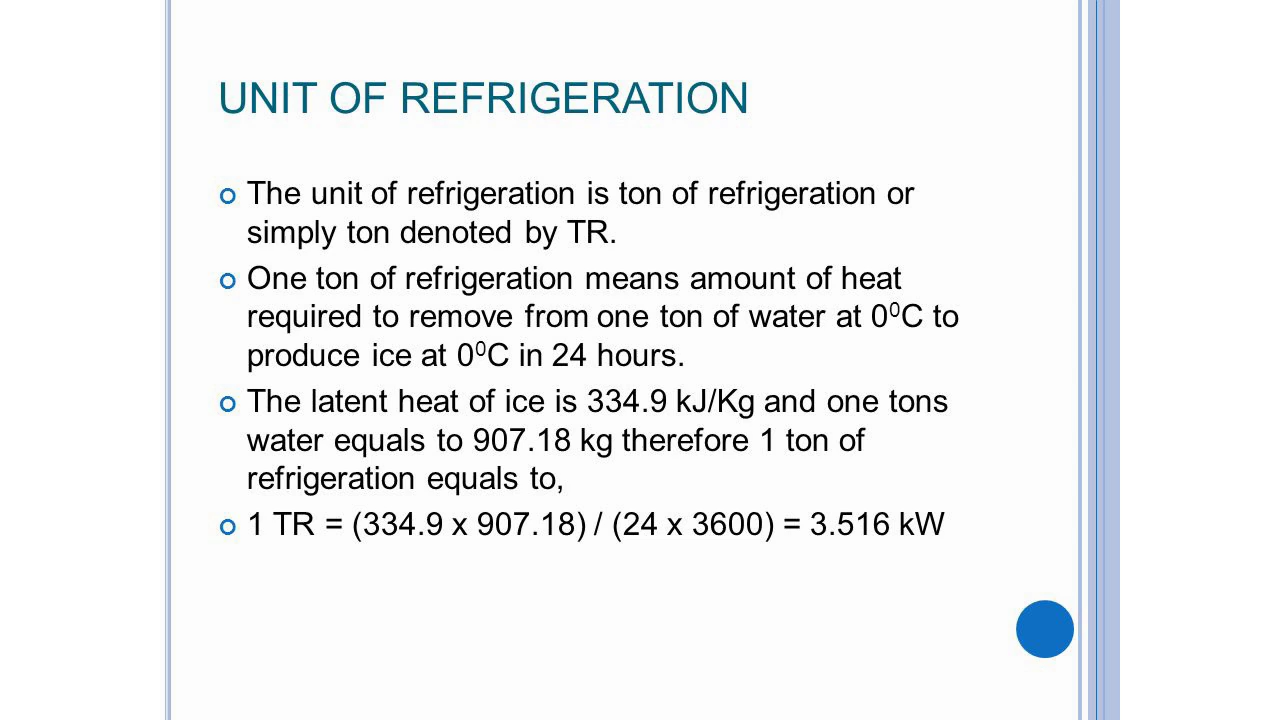 UNIT OF REFRIGERATION
The unit of refrigeration is ton of refrigeration or
simply ton denoted by TR.
One ton of refrigeration means amount of heat
required to remove from one ton of water at 0⁰C to
produce ice at 0⁰C in 24 hours.
The latent heat of ice is 334.9 kJ/Kg and one tons
water equals to 907.18 kg therefore 1 ton of
refrigeration equals to,
1 TR = (334.9 x 907.18) / (24 x 3600) = 3.516 kW